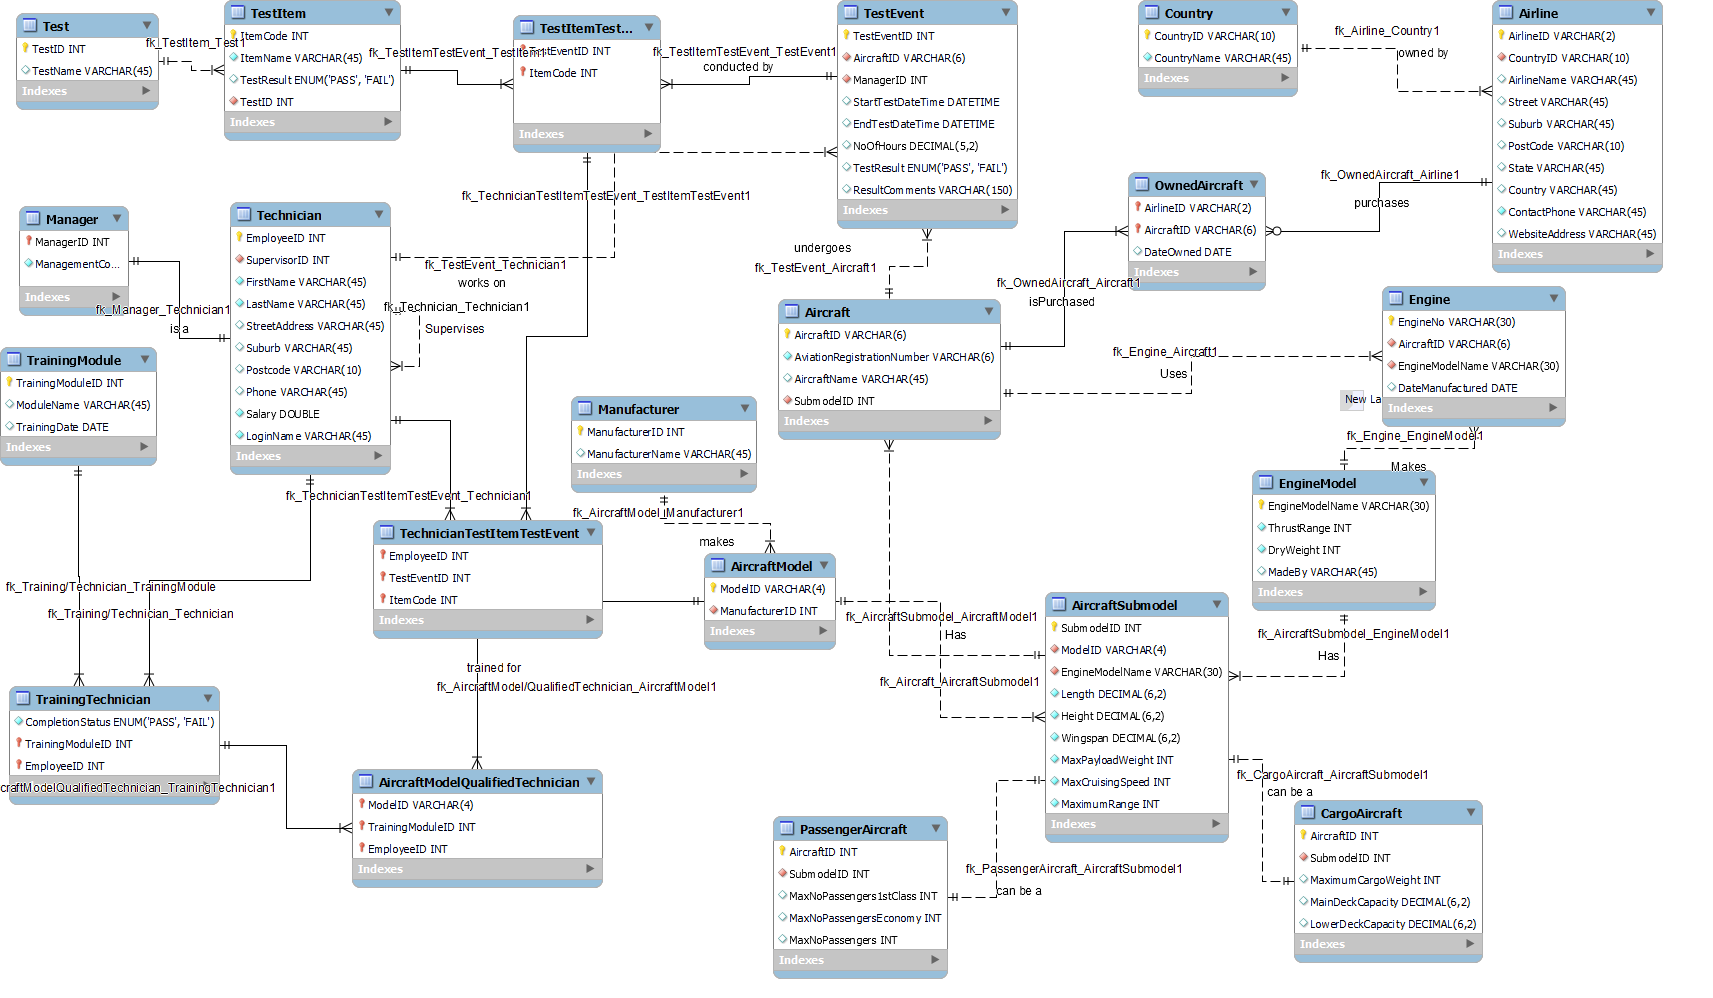 Test
TestID INT
TestName VARCHAR(45)
Indexes
fk_TestItem_Test1
TestItem
ItemCode INT
ItemName VARCHAR(45)
TestResult ENUM('PASS', 'FAIL')
TestID INT
Indexes
fk_TestItemTestEvent_TestItem1
TestItemTest...
TestEventID INT
ItemCode INT
Indexes
fk_TestItemTestEvent_TestEvent1
conducted by
TestEvent
TestEventID INT
AircraftID VARCHAR(6)
ManagerID INT
StartTestDateTime DATETIME
EndTestDateTime DATETIME
NoOfHours DECIMAL(5,2)
TestResult ENUM('PASS', 'FAIL')
ResultComments VARCHAR(150)
Indexes
Country
CountryID VARCHAR(10)
CountryName VARCHAR(45)
Indexes
fk_Airline_Country1
owned by
Airline
AirlineID VARCHAR(2)
CountryID VARCHAR(10)
AirlineName VARCHAR(45)
Street VARCHAR(45)
Suburb VARCHAR(45)
PostCode VARCHAR(10)
State VARCHAR(45)
Country VARCHAR(45)
ContactPhone VARCHAR(45)
WebsiteAddress VARCHAR(45)
Indexes
fk_OwnedAircraft_Airline1
purchases
OwnedAircraft
AirlineID VARCHAR(2)
AircraftID VARCHAR(6)
DateOwned DATE
Indexes
fk_OwnedAircraft_Aircraft1
isPurchased
fk_TechnicianTestItemTestEvent_TestItemTestEvent1
Manager
ManagerID INT
ManagementCo...
Indexes
fk_Manager_Technician1
is a
Technician
EmployeeID INT
SupervisorID INT
FirstName VARCHAR(45)
LastName VARCHAR(45)
StreetAddress VARCHAR(45)
Suburb VARCHAR(45)
Postcode VARCHAR(10)
Phone VARCHAR(45)
Salary DOUBLE
LoginName VARCHAR(45)
Indexes
fk_TestEvent_Technician1
works on
fk_Technician_Technician1
Supervises
undergoes
fk_TestEvent_Aircraft1
Aircraft
AircraftID VARCHAR(6)
AviationRegistrationNumber VARCHAR(6)
AircraftName VARCHAR(45)
SubmodelID INT
Indexes
fk_Engine_Aircraft1
Uses
Engine
EngineNo VARCHAR(30)
AircraftID VARCHAR(6)
EngineModelName VARCHAR(30)
DateManufactured DATE
Indexes
New La
fk_Engine_EngineModel1
Makes
TrainingModule
TrainingModuleID INT
ModuleName VARCHAR(45)
TrainingDate DATE
Indexes
Manufacturer
ManufacturerID INT
ManufacturerName VARCHAR(45)
Indexes
fk_AircraftModel_Manufacturer1
makes
EngineModel
EngineModelName VARCHAR(30)
ThrustRange INT
DryWeight INT
MadeBy VARCHAR(45)
Indexes
fk_AircraftSubmodel_EngineModel1
Has
fk_TechnicianTestItemTestEvent_Technician1
TechnicianTestItemTestEvent
EmployeeID INT
TestEventID INT
ItemCode INT
Indexes
AircraftModel
ModelID VARCHAR(4)
ManufacturerID INT
Indexes
fk_AircraftSubmodel_AircraftModel1
Has
fk_Aircraft_AircraftSubmodel1
AircraftSubmodel
SubmodelID INT
ModelID VARCHAR(4)
EngineModelName VARCHAR(30)
Length DECIMAL(6,2)
Height DECIMAL(6,2)
Wingspan DECIMAL(6,2)
MaxPayloadWeight INT
MaxCruisingSpeed INT
MaximumRange INT
Indexes
fk_Training/Technician_TrainingModule
fk_Training/Technician_Technician
trained for
fk_AircraftModel/QualifiedTechnician_AircraftModel1
TrainingTechnician
CompletionStatus ENUM('PASS', 'FAIL')
TrainingModuleID INT
EmployeeID INT
craftModelQualifiedTechnician_TrainingTechnician1
AircraftModelQualifiedTechnician
ModelID VARCHAR(4)
TrainingModuleID INT
EmployeeID INT
Indexes
PassengerAircraft
AircraftID INT
SubmodelID INT
MaxNoPassengers1stClass INT
MaxNoPassengersEconomy INT
MaxNoPassengers INT
Indexes
fk_PassengerAircraft_AircraftSubmodel1
can be a
fk_CargoAircraft_AircraftSubmodel1
can be a
CargoAircraft
AircraftID INT
SubmodelID INT
MaximumCargoWeight INT
MainDeckCapacity DECIMAL(6,2)
LowerDeckCapacity DECIMAL(6,2)
Indexes